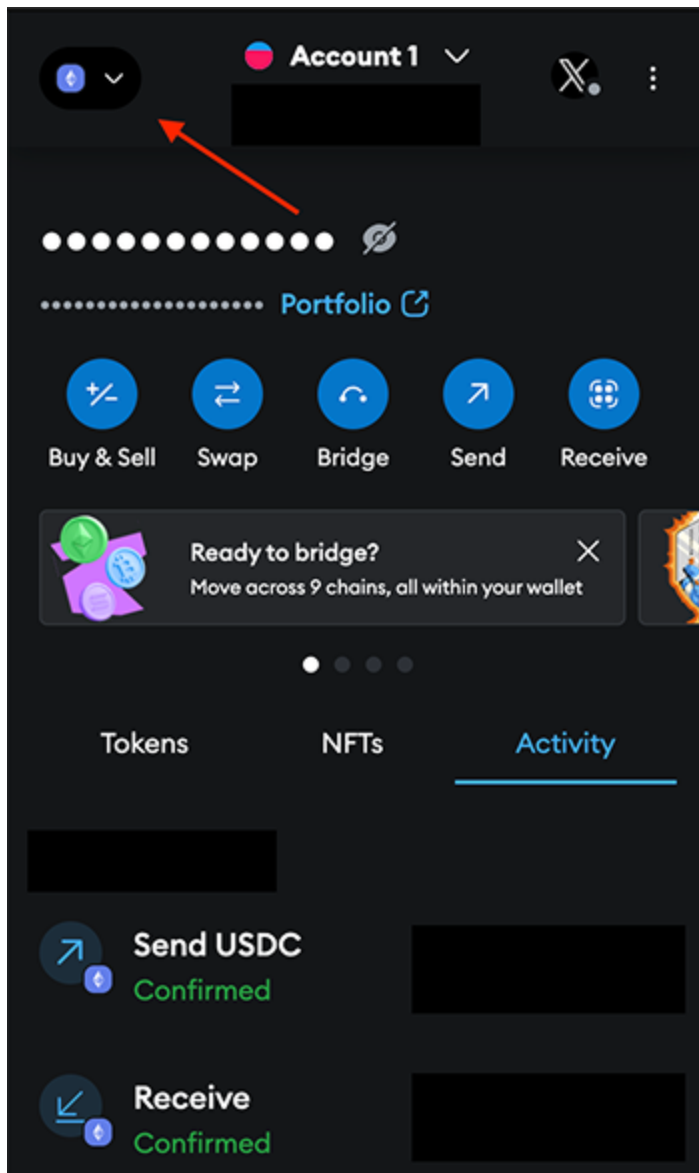 Account 1
Portfolio
Buy & Sell Swap Bridge Send Receive
Ready to bridge?
Move across 9 chains, all within your wallet
Tokens NFTs Activity
Send USDC
Confirmed
Receive
Confirmed